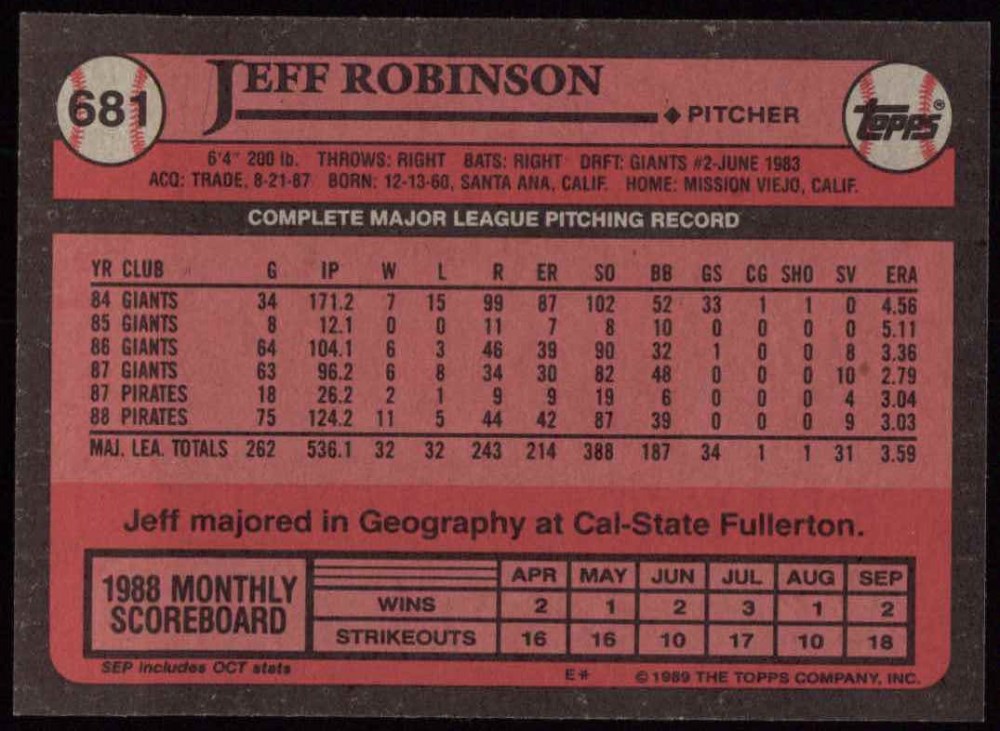 681
JEFF ROBINSON
PITCHER
TOPPS®
6'4" 200 lb. THROWS: RIGHT BATS: RIGHT DRFT: GIANTS #2-JUNE 1983
ACQ: TRADE, 8-21-87 BORN: 12-13-60, SANTA ANA, CALIF. HOME: MISSION VIEJO, CALIF.
COMPLETE MAJOR LEAGUE PITCHING RECORD
YR CLUB G IP W L R ER SO BB GS CG SHO SV ERA
84 GIANTS 34 171.2 7 15 99 87 102 52 33 1 1 0 4.56
85 GIANTS 8 12.1 0 0 11 7 8 10 0 0 0 0 5.11
86 GIANTS 64 104.1 6 3 46 39 90 32 1 0 0 8 3.36
87 GIANTS 63 96.2 6 8 34 30 82 48 0 0 0 10 2.79
87 PIRATES 18 26.2 2 1 9 9 19 6 0 0 0 4 3.04
88 PIRATES 75 124.2 11 5 44 42 87 39 0 0 0 9 3.03
MAJ. LEA. TOTALS 262 536.1 32 32 243 214 388 187 34 1 1 31 3.59
Jeff majored in Geography at Cal-State Fullerton.
1988 MONTHLY
SCOREBOARD
APR MAY JUN JUL AUG SEP
WINS 2 1 2 3 1 2
STRIKEOUTS 16 16 10 17 10 18
SEP includes OCT stats
E*
© 1989 THE TOPPS COMPANY, INC.